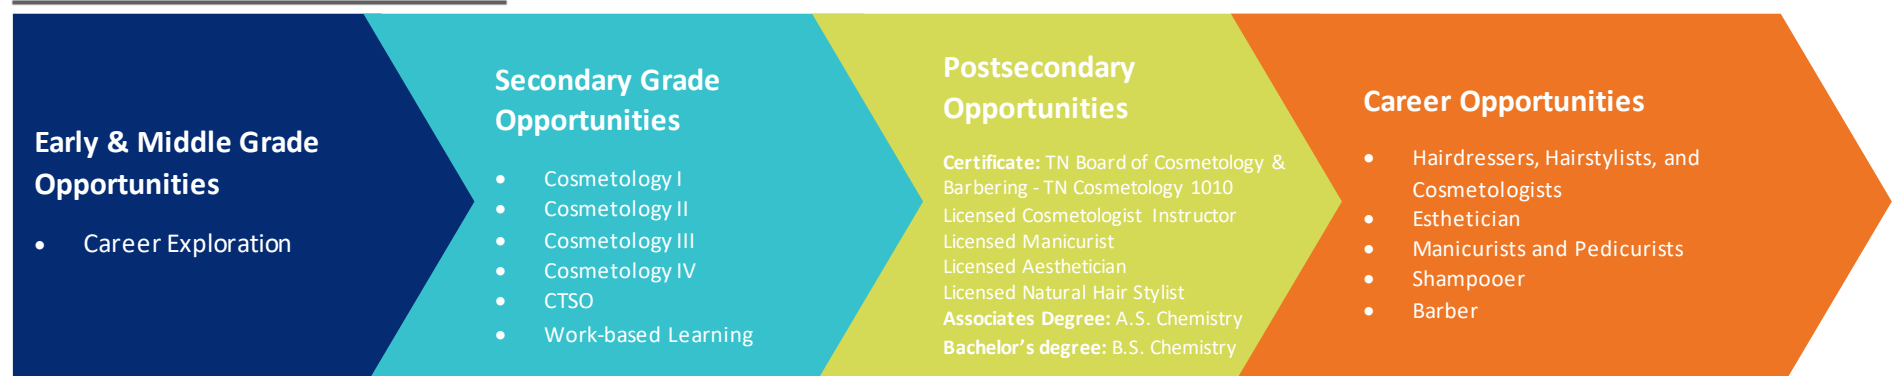 Early & Middle Grade
Opportunities
• Career Exploration
Secondary Grade
Opportunities
• Cosmetology I
• Cosmetology II
• Cosmetology III
• Cosmetology IV
• CTSO
• Work-based Learning
Postsecondary
Opportunities
Certificate: TN Board of Cosmetology &
Barbering - TN Cosmetology 1010
Licensed Cosmetologist Instructor
Licensed Manicurist
Licensed Aesthetician
Licensed Natural Hair Stylist
Associates Degree: A.S. Chemistry
Bachelor’s degree: B.S. Chemistry
Career Opportunities
• Hairdressers, Hairstylists, and
Cosmetologists
• Esthetician
• Manicurists and Pedicurists
• Shampooer
• Barber